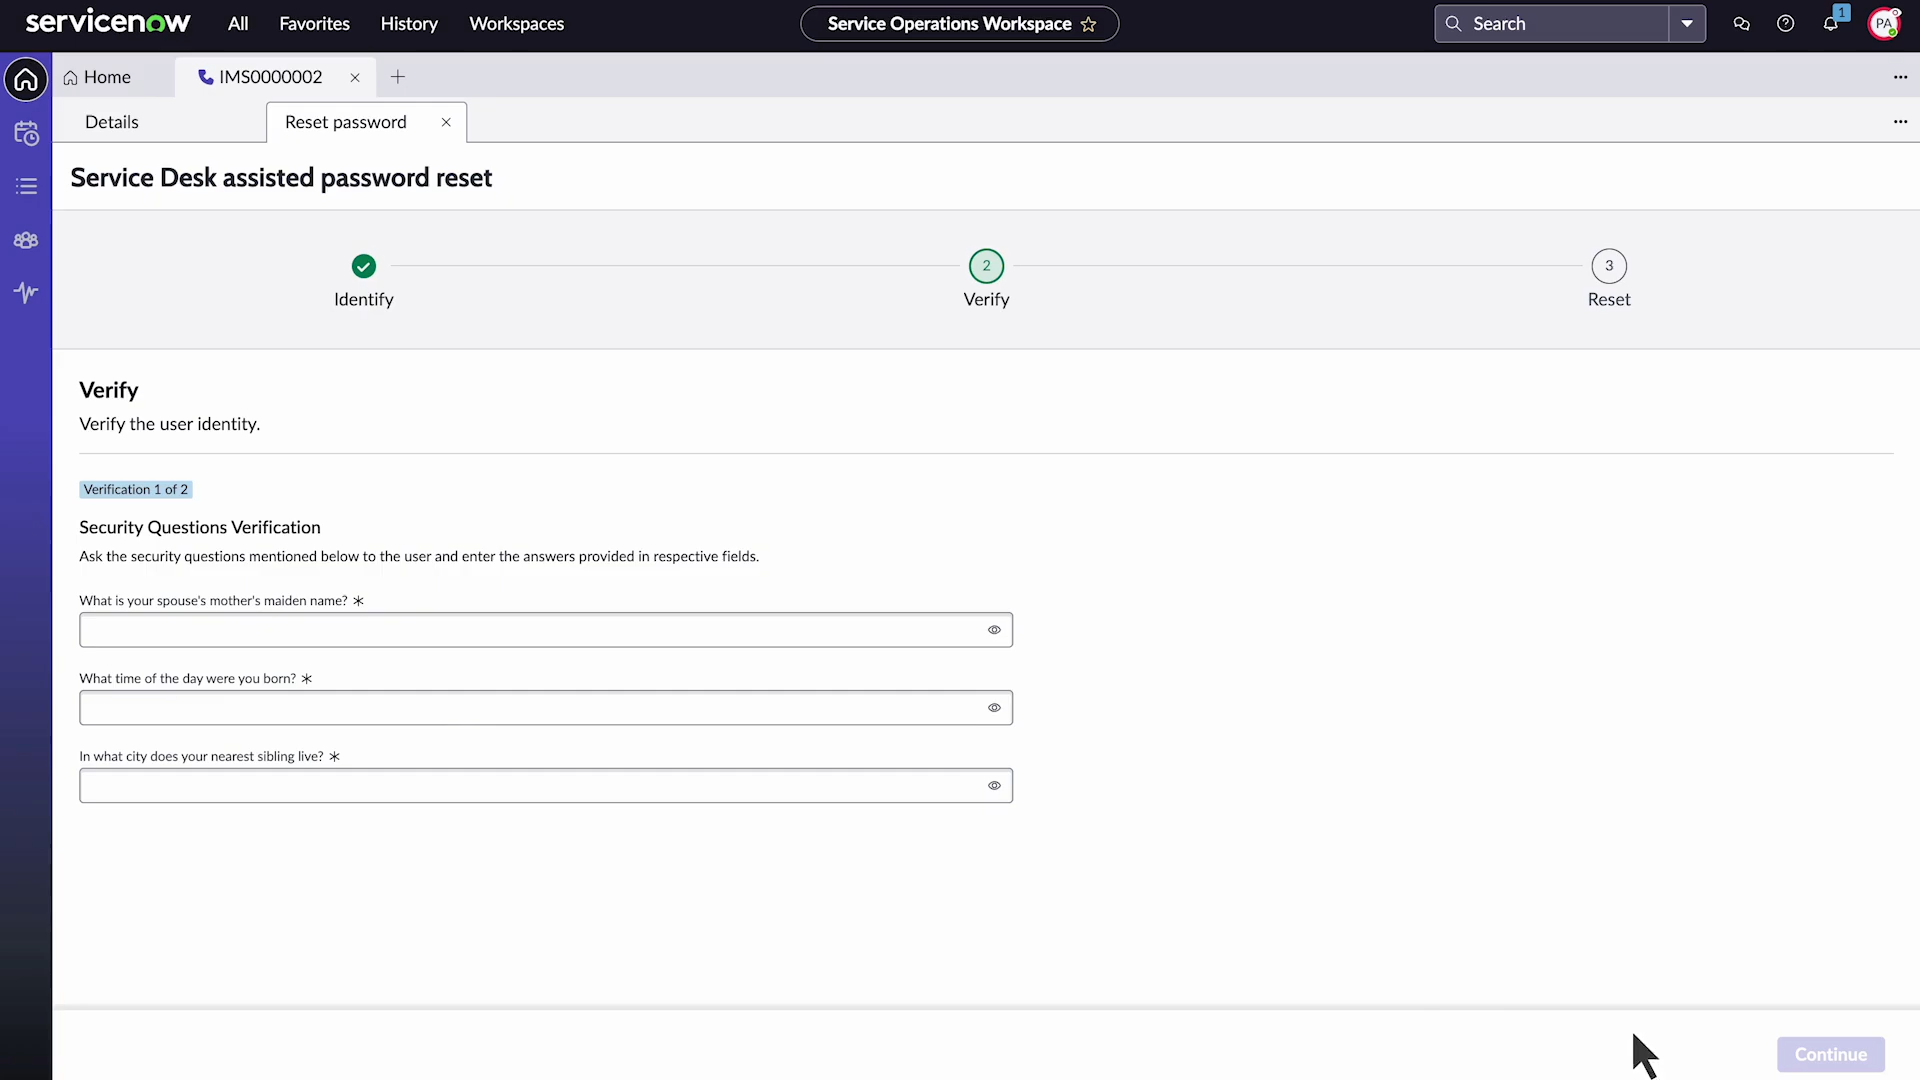 servicenow All Favorites History Workspaces Service Operations Workspace Search 1 PA
Home IMS0000002
Details Reset password
Service Desk assisted password reset
2 3
Identify Verify Reset
Verify
Verify the user identity.
Verification 1 of 2
Security Questions Verification
Ask the security questions mentioned below to the user and enter the answers provided in respective fields.
What is your spouse's mother's maiden name? *
What time of the day were you born? *
In what city does your nearest sibling live? *
Continue